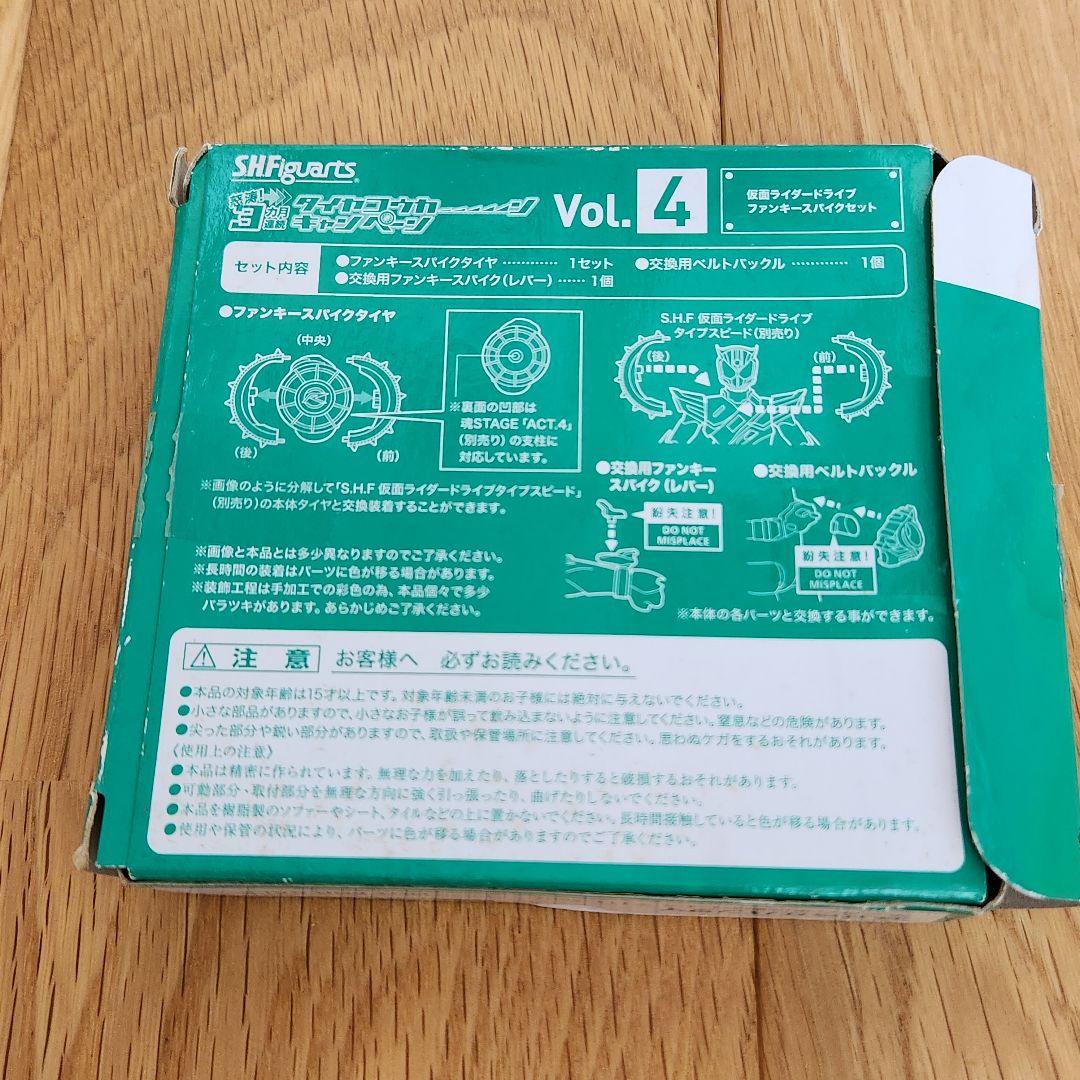 S.H.Figuarts
炎濤!3カ月連続 タイヤコウカーーーン キャンペーン
Vol.4
仮面ライダードライブ
ファンキースパイクセット
セット内容
●ファンキースパイクタイヤ ………… 1セット ●交換用ベルトバックル ………… 1個
●交換用ファンキースパイク(レバー) …… 1個
●ファンキースパイクタイヤ
(中央)
(後)
(前)
※裏面の凹部は
魂STAGE「ACT.4」
(別売り)の支柱に
対応しています。
※画像のように分解して「S.H.F 仮面ライダードライブタイプスピード」
(別売り)の本体タイヤと交換装着することができます。
S.H.F 仮面ライダードライブ
タイプスピード(別売り)
(後)
(前)
●交換用ファンキー
スパイク(レバー)
紛失注意!
DO NOT
MISPLACE
●交換用ベルトバックル
紛失注意!
DO NOT
MISPLACE
※本体の各パーツと交換する事ができます。
※画像と本品とは多少異なりますのでご了承ください。
※長時間の装着はパーツに色が移る場合があります。
※装飾工程は手加工での彩色の為、本品個々で多少
バラツキがあります。あらかじめご了承ください。
⚠ 注意 お客様へ 必ずお読みください。
●本品の対象年齢は15才以上です。対象年齢未満のお子様には絶対に与えないでください。
●小さな部品がありますので、小さなお子様が誤って飲み込まないように注意してください。窒息などの危険があります。
●尖った部分や鋭い部分がありますので、取扱や保管場所に注意してください。思わぬケガをするおそれがあります。
〈使用上の注意〉
●本品は精密に作られています。無理な力を加えたり、落としたりすると破損するおそれがあります。
●可動部分・取付部分を無理な方向に強く引っ張ったり、曲げたりしないでください。
●本品を樹脂製のソファーやシート、タイルなどの上に置かないでください。長時間接触していると色が移る場合があります。
●使用や保管の状況により、パーツに色が移る場合がありますのでご了承ください。